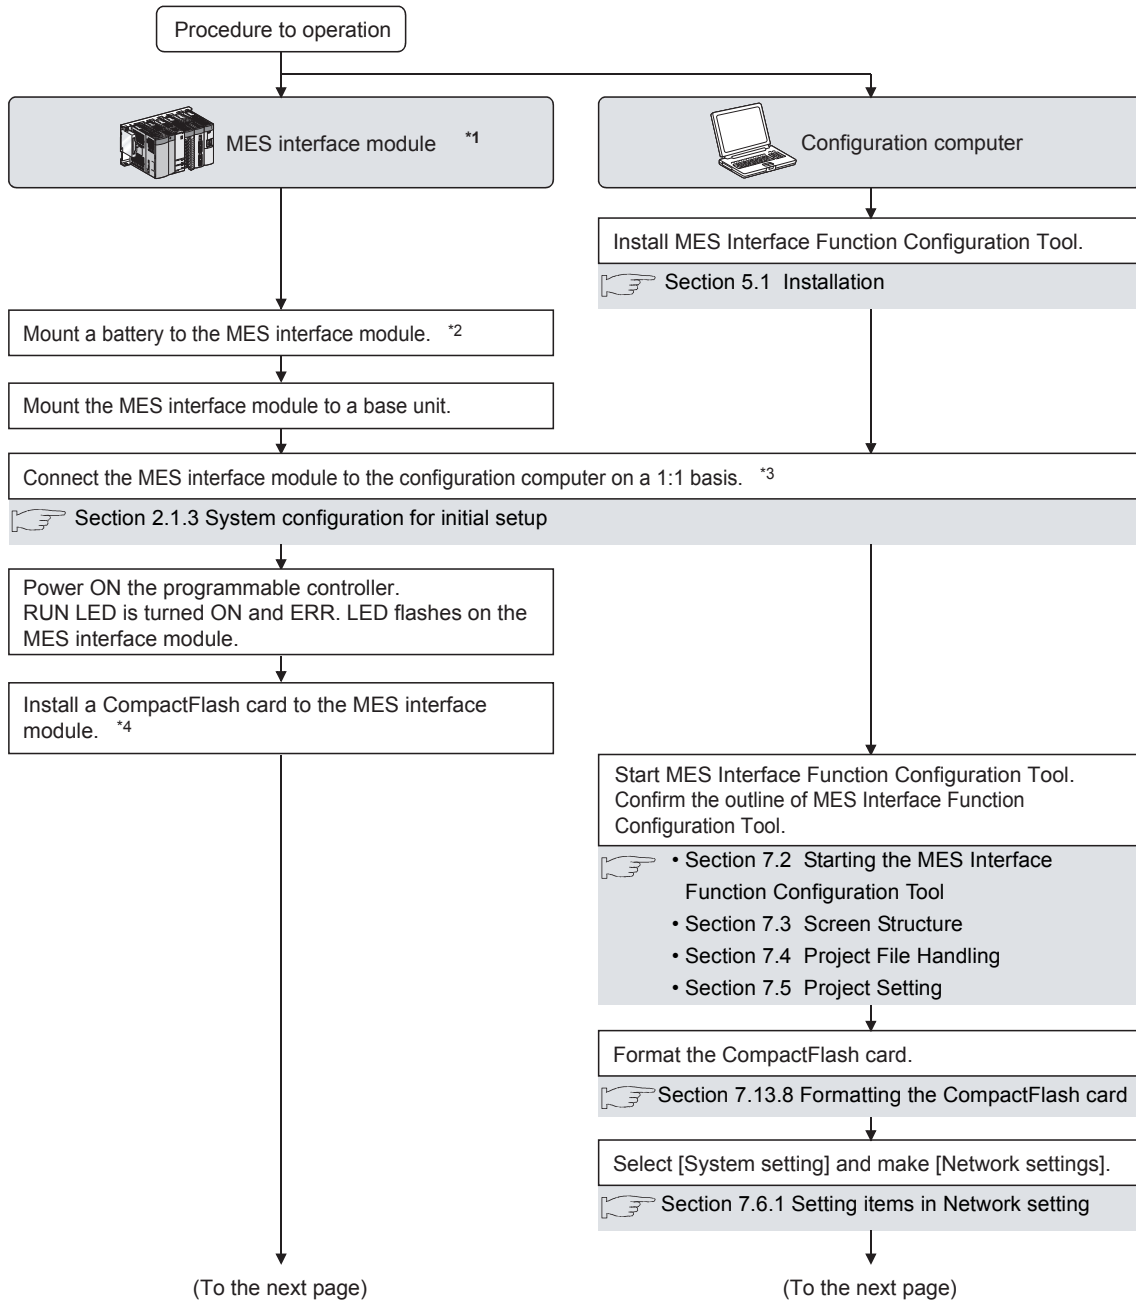 Procedure to operation
MES interface module *1
Configuration computer
Install MES Interface Function Configuration Tool.
Section 5.1 Installation
Mount a battery to the MES interface module. *2
Mount the MES interface module to a base unit.
Connect the MES interface module to the configuration computer on a 1:1 basis. *3
Section 2.1.3 System configuration for initial setup
Power ON the programmable controller.
RUN LED is turned ON and ERR. LED flashes on the
MES interface module.
Install a CompactFlash card to the MES interface
module. *4
Start MES Interface Function Configuration Tool.
Confirm the outline of MES Interface Function
Configuration Tool.
• Section 7.2 Starting the MES Interface
Function Configuration Tool
• Section 7.3 Screen Structure
• Section 7.4 Project File Handling
• Section 7.5 Project Setting
Format the CompactFlash card.
Section 7.13.8 Formatting the CompactFlash card
Select [System setting] and make [Network settings].
Section 7.6.1 Setting items in Network setting
(To the next page)
(To the next page)